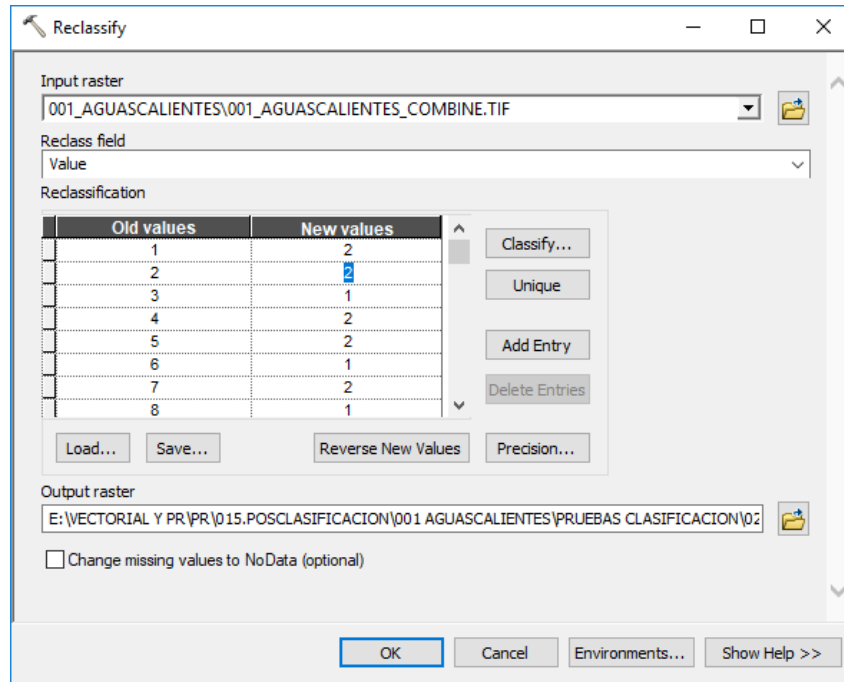 Reclassify
Input raster
001_AGUASCALIENTES\001_AGUASCALIENTES_COMBINE.TIF
Reclass field
Value
Reclassification
Old values New values
1 2
2 2
3 1
4 2
5 2
6 1
7 2
8 1
Classify...
Unique
Add Entry
Delete Entries
Load... Save... Reverse New Values Precision...
Output raster
E:\VECTORIAL Y PR\PR\015.POSCLASIFICACION\001 AGUASCALIENTES\PRUEBAS CLASIFICACION\02
Change missing values to NoData (optional)
OK Cancel Environments... Show Help >>